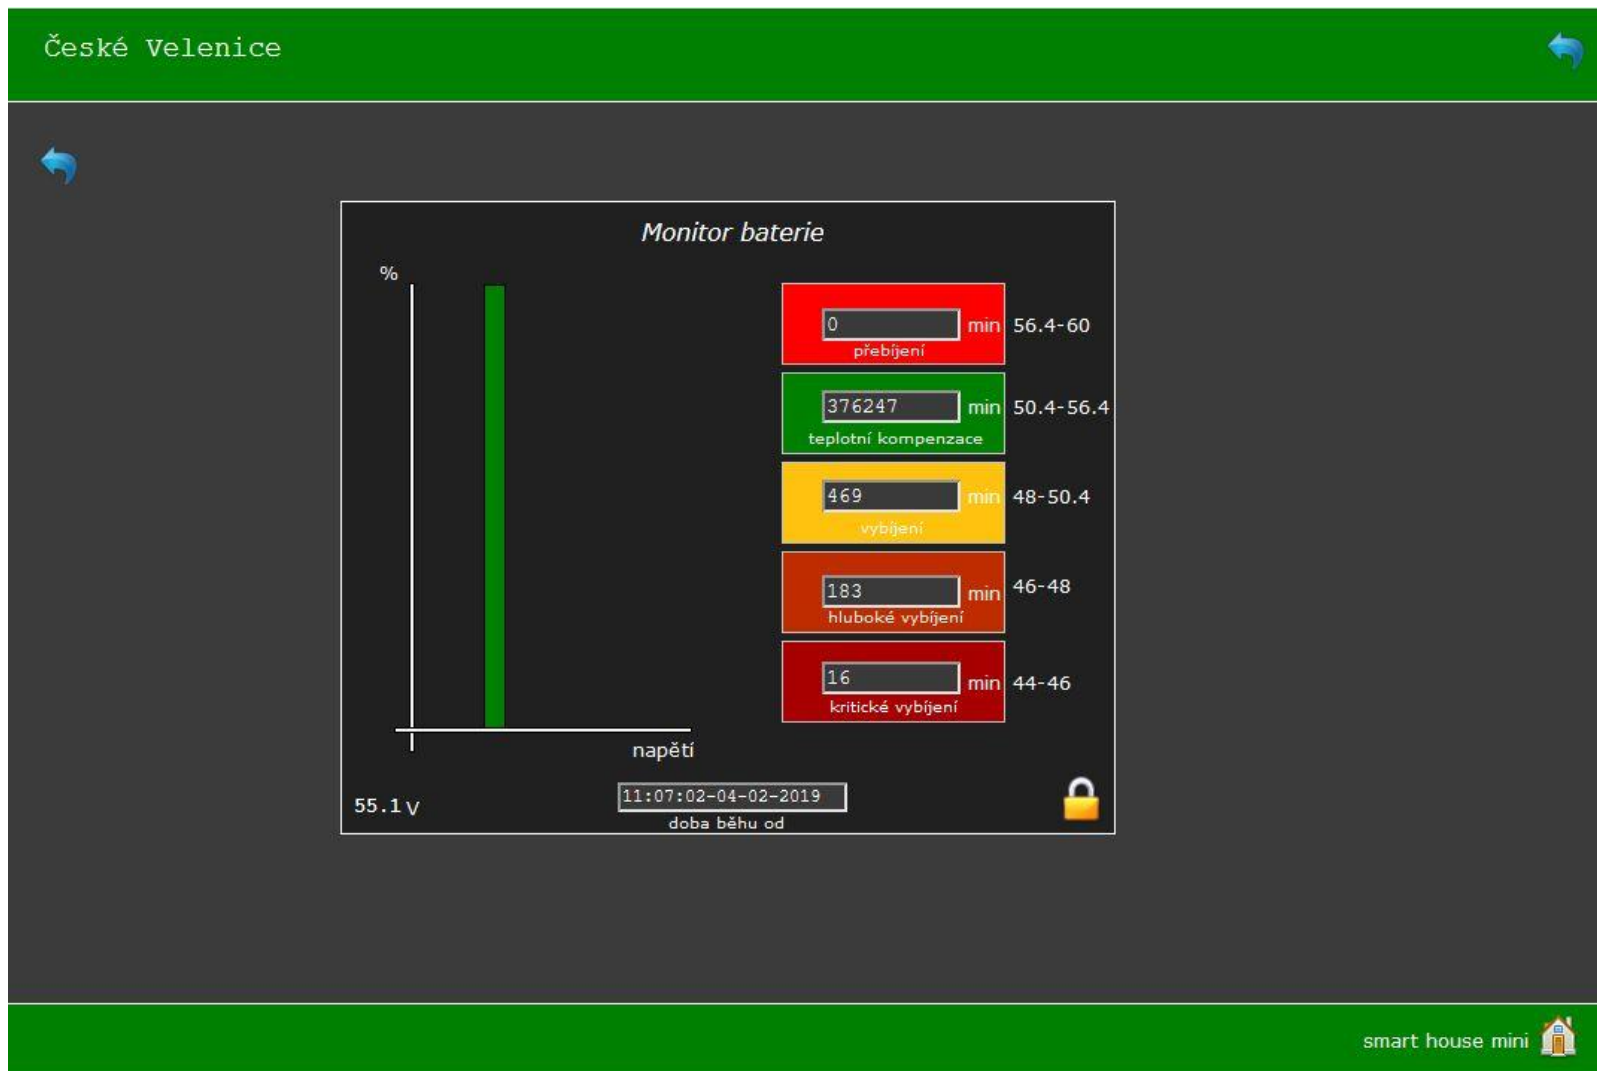 České Velenice
Monitor baterie
%
0 min 56.4-60
přebíjení
376247 min 50.4-56.4
teplotní kompenzace
469 min 48-50.4
vybíjení
183 min 46-48
hluboké vybíjení
16 min 44-46
kritické vybíjení
napětí
55.1 V
11:07:02-04-02-2019
doba běhu od
smart house mini